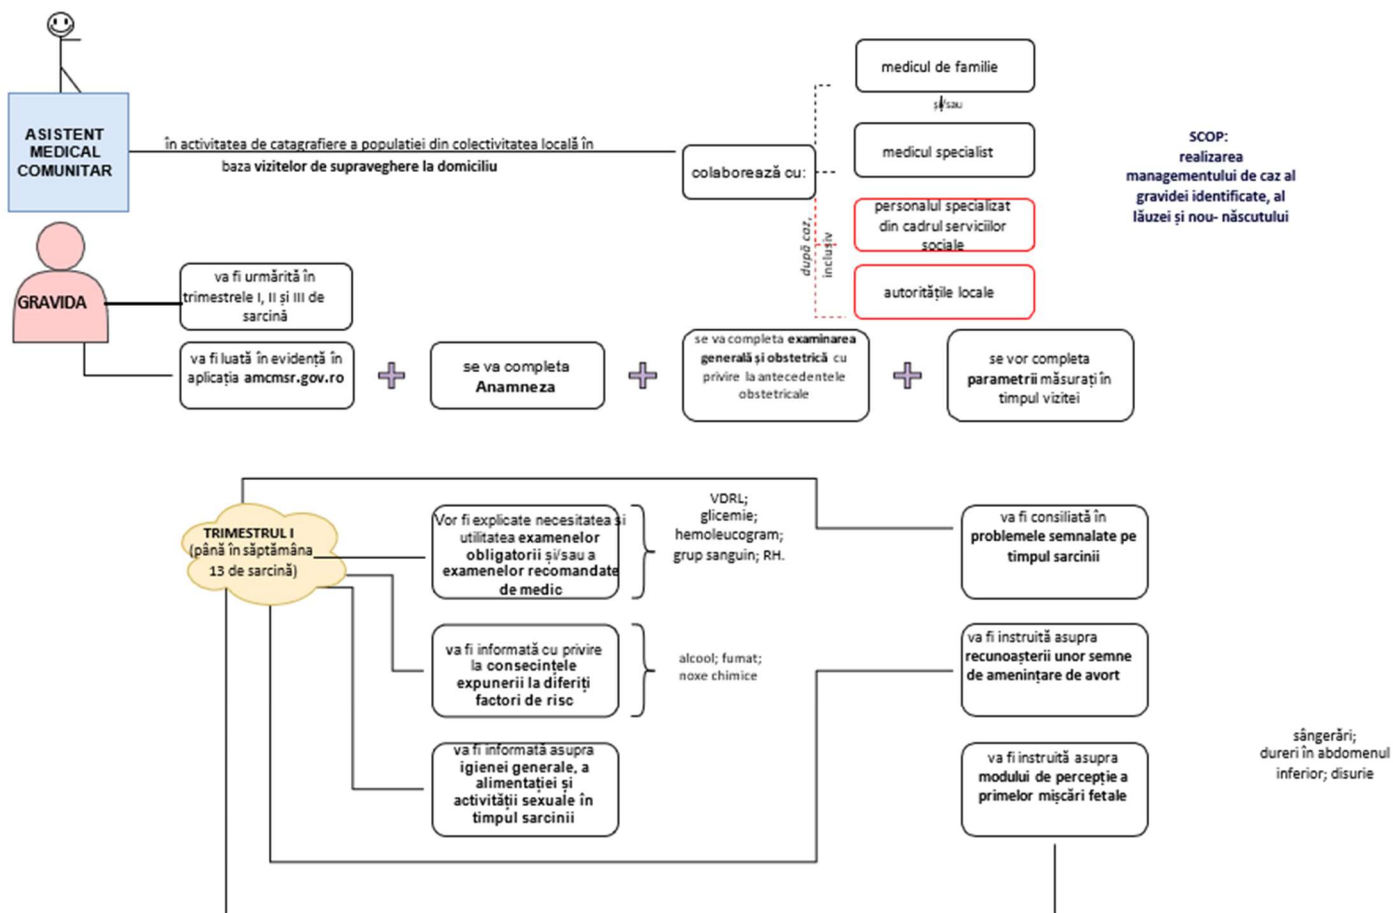 ASISTENT
MEDICAL
COMUNITAR
în activitatea de catagrafiere a populatiei din colectivitatea locală în
baza vizitelor de supraveghere la domiciliu
colaborează cu:
medicul de familie
și/sau
medicul specialist
după caz,
inclusiv
personalul specializat
din cadrul serviciilor
sociale
autoritățile locale
SCOP:
realizarea
managementului de caz al
gravidei identificate, al
lăuzei și nou- născutului
GRAVIDA
va fi urmărită în
trimestrele I, II și III de
sarcină
va fi luată în evidență în
aplicația amcmsr.gov.ro
se va completa
Anamneza
se va completa examinarea
generală și obstetrică cu
privire la antecedentele
obstetricale
se vor completa
parametrii măsurați în
timpul vizitei
TRIMESTRUL I
(până în săptămâna
13 de sarcină)
Vor fi explicate necesitatea si
utilitatea examenelor
obligatorii și/sau a
examenelor recomandate
de medic
VDRL;
glicemie;
hemoleucogram;
grup sanguin; RH.
va fi consiliată în
problemele semnalate pe
timpul sarcinii
va fi informată cu privire
la consecințele
expunerii la diferiți
factori de risc
alcool; fumat;
noxe chimice
va fi instruită asupra
recunoașterii unor semne
de amenințare de avort
va fi informată asupra
igienei generale, a
alimentației și
activității sexuale în
timpul sarcinii
va fi instruită asupra
modului de percepție a
primelor mișcări fetale
sângerări;
dureri în abdomenul
inferior; disurie